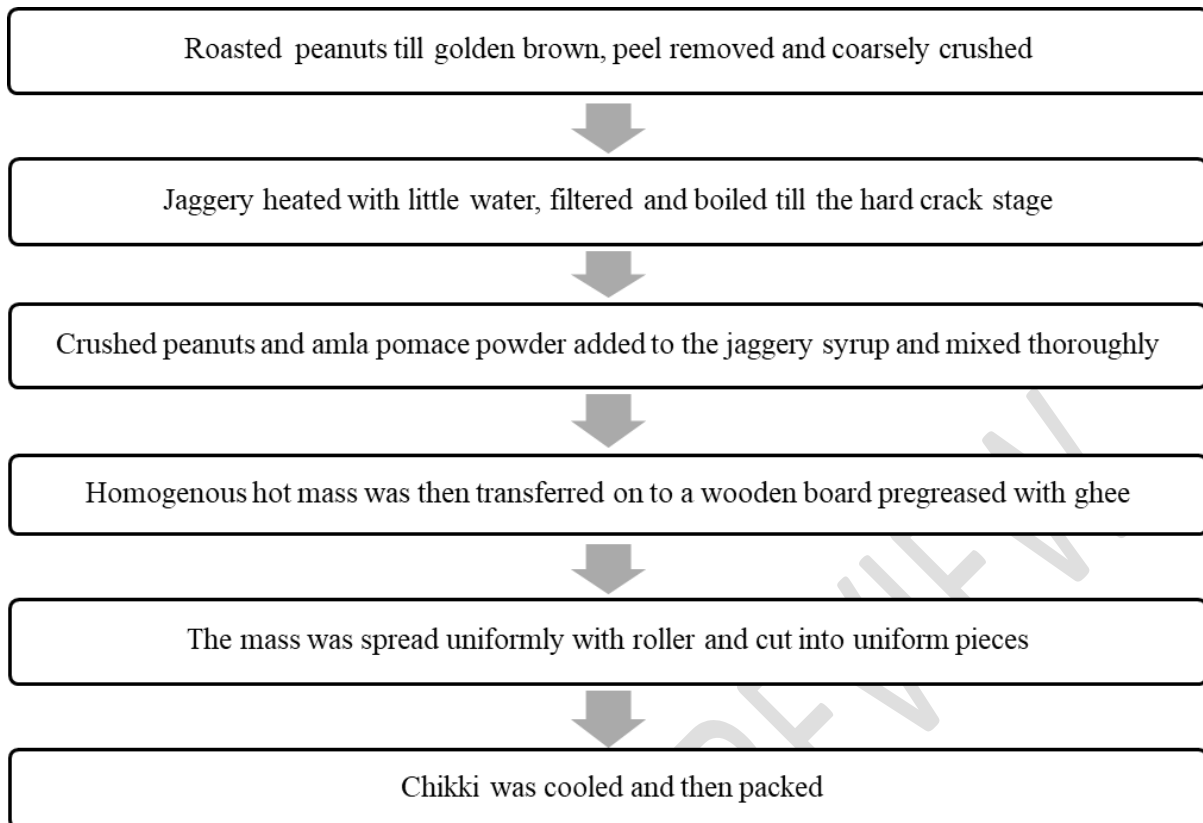 Roasted peanuts till golden brown, peel removed and coarsely crushed
Jaggery heated with little water, filtered and boiled till the hard crack stage
Crushed peanuts and amla pomace powder added to the jaggery syrup and mixed thoroughly
Homogenous hot mass was then transferred on to a wooden board pregreased with ghee
The mass was spread uniformly with roller and cut into uniform pieces
Chikki was cooled and then packed